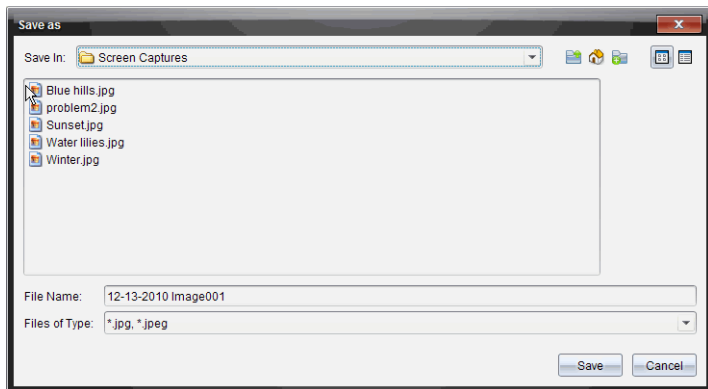 Save as
Save In: Screen Captures
Blue hills.jpg
problem2.jpg
Sunset.jpg
Water lilies.jpg
Winter.jpg
File Name: 12-13-2010 Image001
Files of Type: *.jpg, *.jpeg
Save Cancel